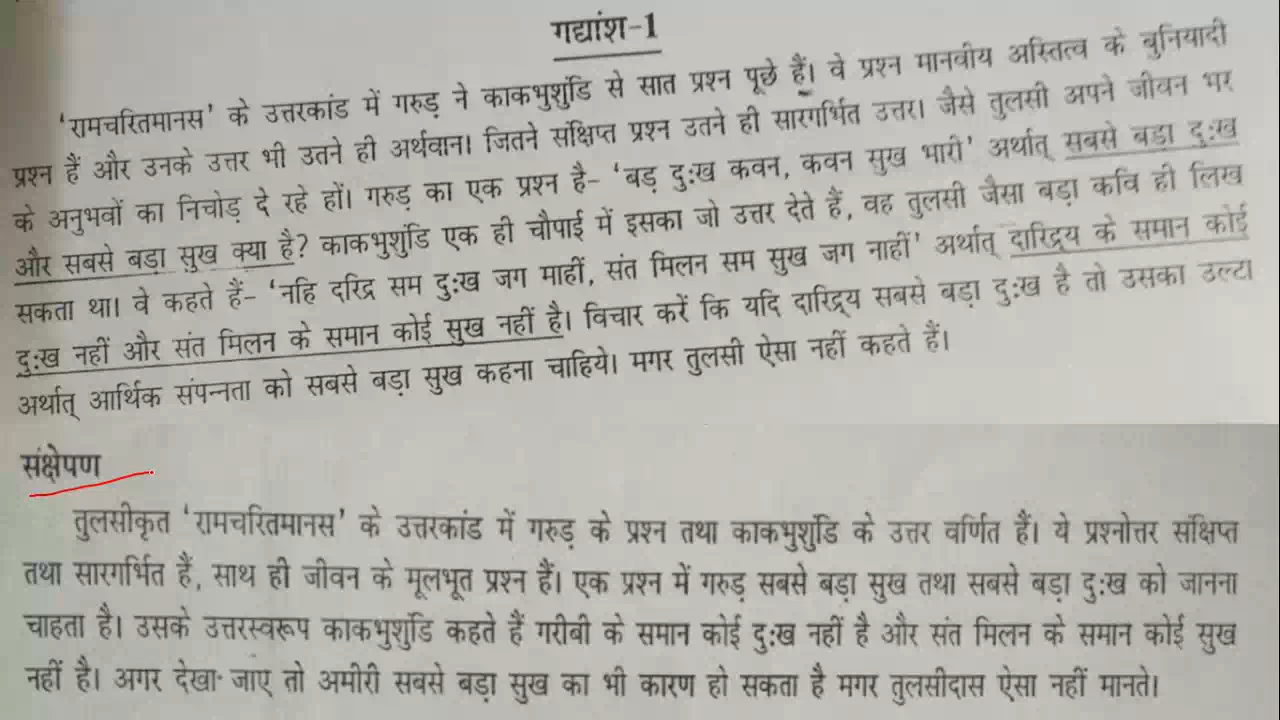 गद्यांश-1
'रामचरितमानस' के उत्तरकांड में गरुड़ ने काकभुशुंडि से सात प्रश्न पूछे हैं। वे प्रश्न मानवीय अस्तित्व के बुनियादी
प्रश्न हैं और उनके उत्तर भी उतने ही अर्थवान। जितने संक्षिप्त प्रश्न उतने ही सारगर्भित उत्तर। जैसे तुलसी अपने जीवन भर
के अनुभवों का निचोड़ दे रहे हों। गरुड़ का एक प्रश्न है- 'बड़ दुःख कवन, कवन सुख भारी' अर्थात् सबसे बड़ा दुःख
और सबसे बड़ा सुख क्या है? काकभुशुंडि एक ही चौपाई में इसका जो उत्तर देते हैं, वह तुलसी जैसा बड़ा कवि ही लिख
सकता था। वे कहते हैं- 'नहि दरिद्र सम दुःख जग माहीं, संत मिलन सम सुख जग नाहीं' अर्थात् दारिद्र्य के समान कोई
दुःख नहीं और संत मिलन के समान कोई सुख नहीं है। विचार करें कि यदि दारिद्र्य सबसे बड़ा दुःख है तो उसका उल्टा
अर्थात् आर्थिक संपन्नता को सबसे बड़ा सुख कहना चाहिये। मगर तुलसी ऐसा नहीं कहते हैं।
संक्षेपण
तुलसीकृत 'रामचरितमानस' के उत्तरकांड में गरुड़ के प्रश्न तथा काकभुशुंडि के उत्तर वर्णित हैं। ये प्रश्नोत्तर संक्षिप्त
तथा सारगर्भित हैं, साथ ही जीवन के मूलभूत प्रश्न हैं। एक प्रश्न में गरुड़ सबसे बड़ा सुख तथा सबसे बड़ा दुःख को जानना
चाहता है। उसके उत्तरस्वरूप काकभुशुंडि कहते हैं गरीबी के समान कोई दुःख नहीं है और संत मिलन के समान कोई सुख
नहीं है। अगर देखा जाए तो अमीरी सबसे बड़ा सुख का भी कारण हो सकता है मगर तुलसीदास ऐसा नहीं मानते।